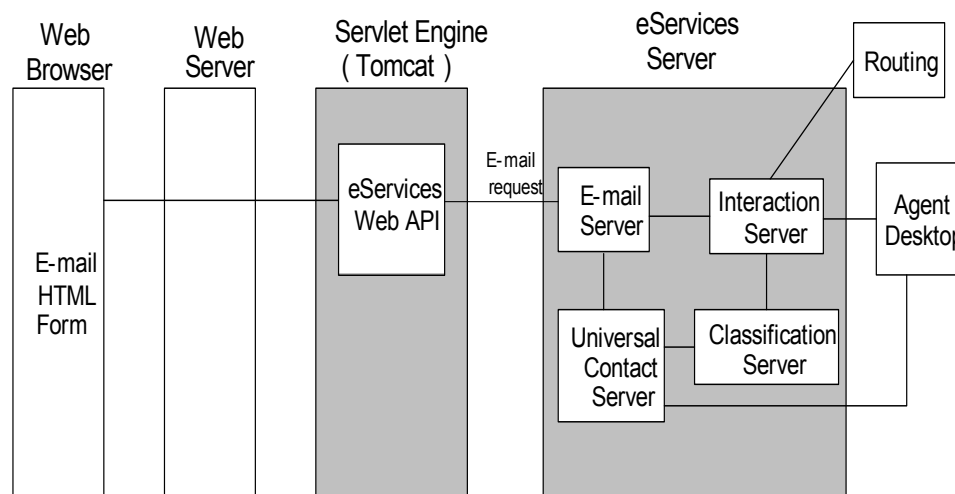 Web
Browser
Web
Server
Servlet Engine
( Tomcat )
eServices
Server
Routing
E-mail
request
eServices
Web API
E-mail
Server
Interaction
Server
Agent
Desktop
E-mail
HTML
Form
Universal
Contact
Server
Classification
Server